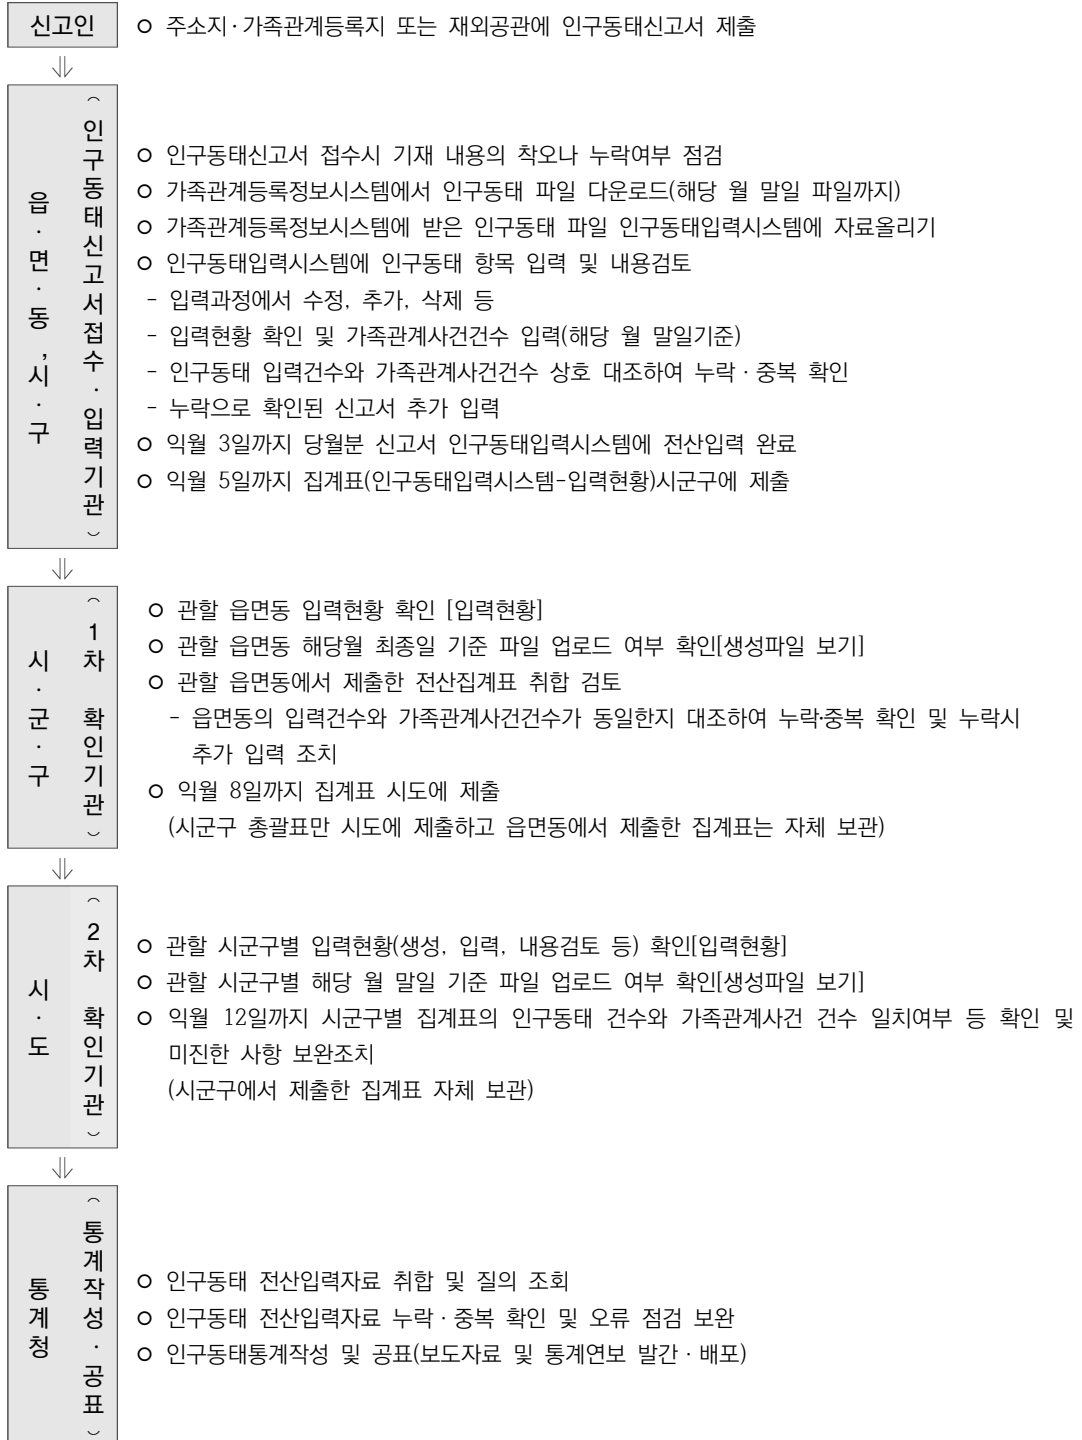 신고인
○ 주소지·가족관계등록지 또는 재외공관에 인구동태신고서 제출
⇓
읍·면·동, 시·구
(인구동태신고서접수·입력기관)
○ 인구동태신고서 접수시 기재 내용의 착오나 누락여부 점검
○ 가족관계등록정보시스템에서 인구동태 파일 다운로드(해당 월 말일 파일까지)
○ 가족관계등록정보시스템에 받은 인구동태 파일 인구동태입력시스템에 자료올리기
○ 인구동태입력시스템에 인구동태 항목 입력 및 내용검토
- 입력과정에서 수정, 추가, 삭제 등
- 입력현황 확인 및 가족관계사건건수 입력(해당 월 말일기준)
- 인구동태 입력건수와 가족관계사건건수 상호 대조하여 누락·중복 확인
- 누락으로 확인된 신고서 추가 입력
○ 익월 3일까지 당월분 신고서 인구동태입력시스템에 전산입력 완료
○ 익월 5일까지 집계표(인구동태입력시스템-입력현황)시군구에 제출
⇓
시·군·구
(1차 확인기관)
○ 관할 읍면동 입력현황 확인 [입력현황]
○ 관할 읍면동 해당월 최종일 기준 파일 업로드 여부 확인[생성파일 보기]
○ 관할 읍면동에서 제출한 전산집계표 취합 검토
- 읍면동의 입력건수와 가족관계사건건수가 동일한지 대조하여 누락·중복 확인 및 누락시
추가 입력 조치
○ 익월 8일까지 집계표 시도에 제출
(시군구 총괄표만 시도에 제출하고 읍면동에서 제출한 집계표는 자체 보관)
⇓
시·도
(2차 확인기관)
○ 관할 시군구별 입력현황(생성, 입력, 내용검토 등) 확인[입력현황]
○ 관할 시군구별 해당 월 말일 기준 파일 업로드 여부 확인[생성파일 보기]
○ 익월 12일까지 시군구별 집계표의 인구동태 건수와 가족관계사건 건수 일치여부 등 확인 및
미진한 사항 보완조치
(시군구에서 제출한 집계표 자체 보관)
⇓
통계청
(통계작성·공표)
○ 인구동태 전산입력자료 취합 및 질의 조회
○ 인구동태 전산입력자료 누락·중복 확인 및 오류 점검 보완
○ 인구동태통계작성 및 공표(보도자료 및 통계연보 발간·배포)